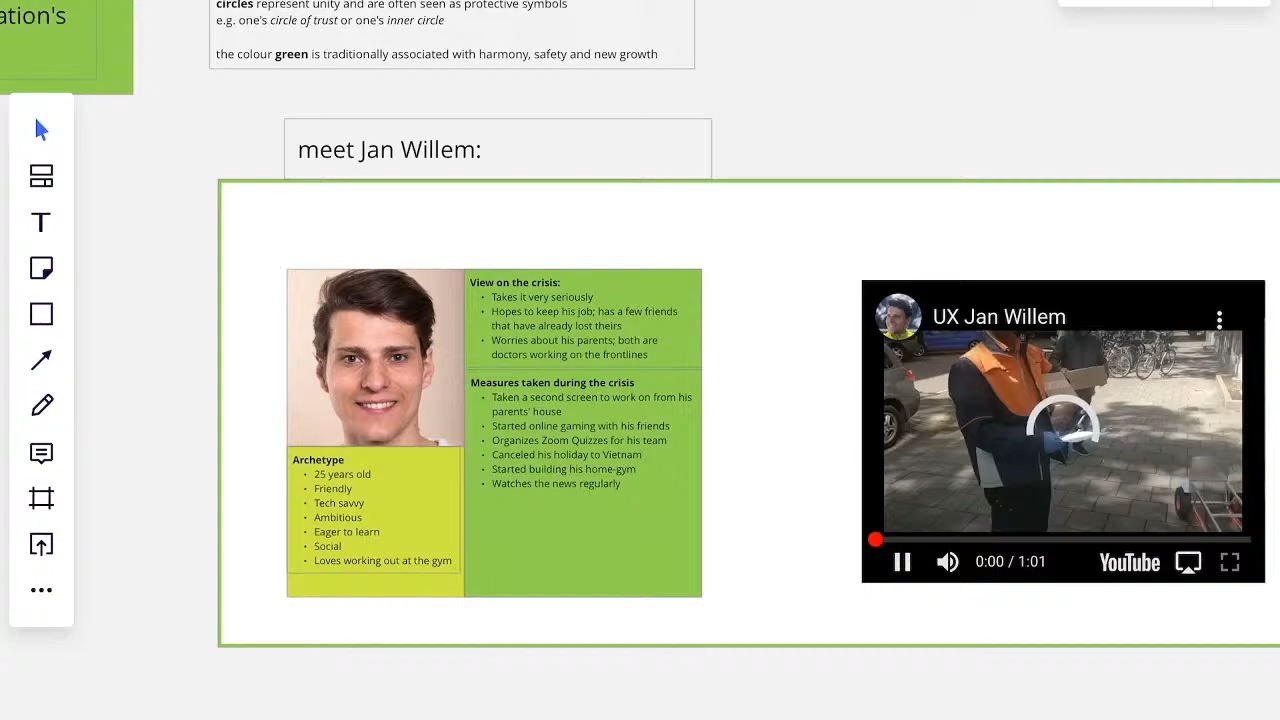 ation's
circles represent unity and are often seen as protective symbols
e.g. one's circle of trust or one's inner circle
the colour green is traditionally associated with harmony, safety and new growth
meet Jan Willem:
View on the crisis:
• Takes it very seriously
• Hopes to keep his job; has a few friends
that have already lost theirs
• Worries about his parents; both are
doctors working on the frontlines
Measures taken during the crisis
• Taken a second screen to work on from his
parents' house
• Started online gaming with his friends
• Organizes Zoom Quizzes for his team
• Canceled his holiday to Vietnam
• Started building his home-gym
• Watches the news regularly
Archetype
• 25 years old
• Friendly
• Tech savvy
• Ambitious
• Eager to learn
• Social
• Loves working out at the gym
UX Jan Willem
0:00 / 1:01
YouTube
T